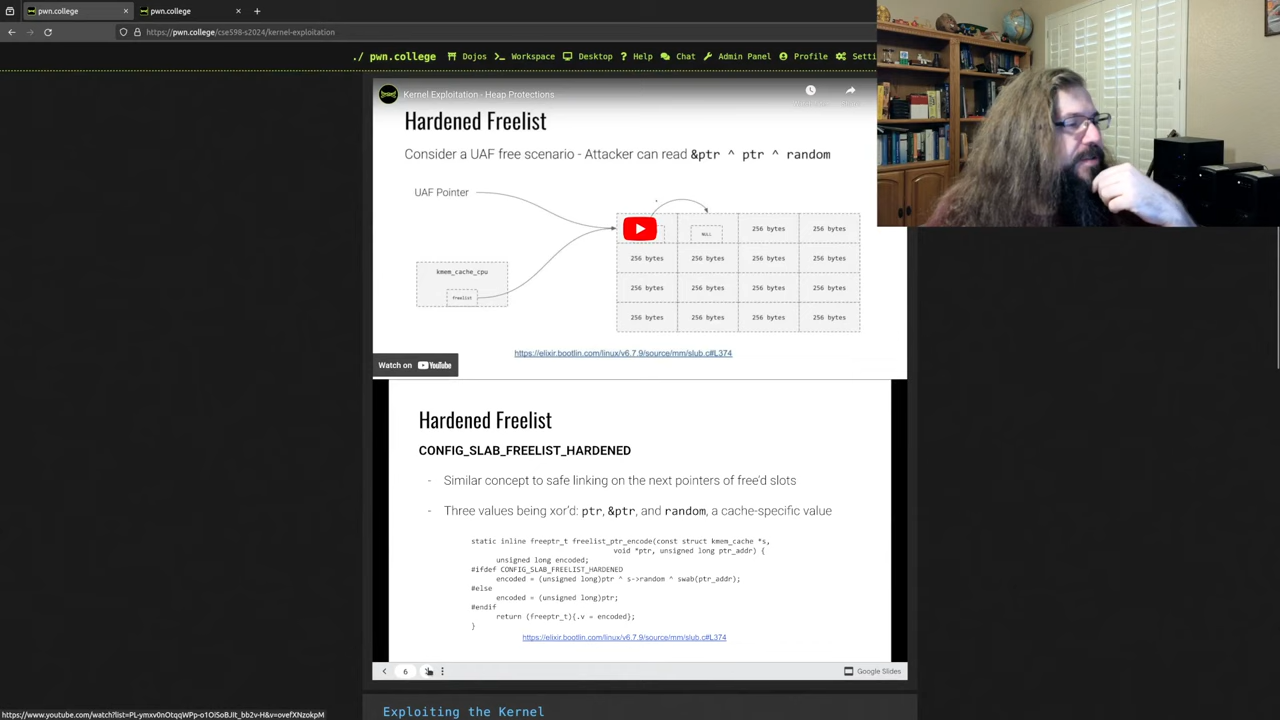 pwn.college
pwn.college
https://pwn.college/cse598-s2024/kernel-exploitation
./ pwn.college
Dojos
Workspace
Desktop
Help
Chat
Admin Panel
Profile
Setti
Kernel Exploitation - Heap Protections
Hardened Freelist
Consider a UAF free scenario - Attacker can read &ptr ^ ptr ^ random
UAF Pointer
NULL
256 bytes
256 bytes
256 bytes
256 bytes
256 bytes
256 bytes
kmem_cache_cpu
256 bytes
256 bytes
256 bytes
256 bytes
freelist
256 bytes
256 bytes
256 bytes
256 bytes
https://elixir.bootlin.com/linux/v6.7.9/source/mm/slub.c#L374
Watch on YouTube
Hardened Freelist
CONFIG_SLAB_FREELIST_HARDENED
- Similar concept to safe linking on the next pointers of free'd slots
- Three values being xor'd: ptr, &ptr, and random, a cache-specific value
static inline freeptr_t freelist_ptr_encode(const struct kmem_cache *s,
void *ptr, unsigned long ptr_addr) {
unsigned long encoded;
#ifdef CONFIG_SLAB_FREELIST_HARDENED
encoded = (unsigned long)ptr ^ s->random ^ swab(ptr_addr);
#else
encoded = (unsigned long)ptr;
#endif
return (freeptr_t){.v = encoded};
}
https://elixir.bootlin.com/linux/v6.7.9/source/mm/slub.c#L374
6
Google Slides
Exploiting the Kernel